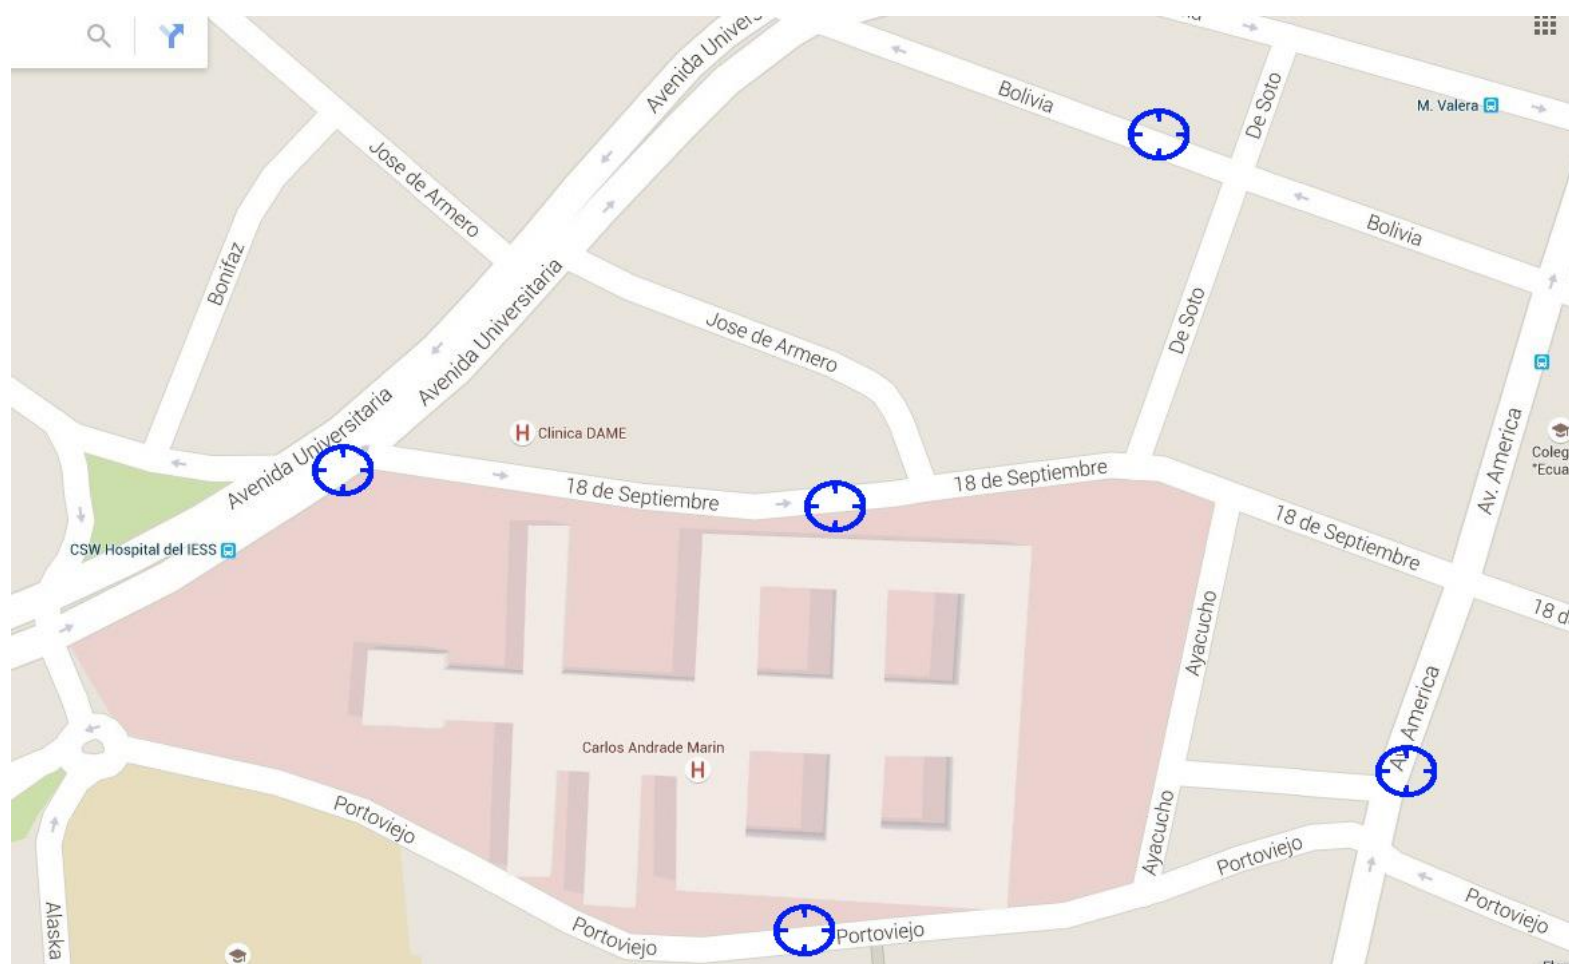 Avenida Univers
Bolivia
De Soto
M. Valera
Jose de Armero
Bolivia
Bonifaz
Avenida Universitaria
Jose de Armero
De Soto
Avenida Universitaria
Clinica DAME
Av. America
Coleg
"Ecua
18 de Septiembre
18 de Septiembre
18 de Septiembre
CSW Hospital del IESS
18 d
Ayacucho
America
Carlos Andrade Marin
H
H
Portoviejo
Ayacucho
Portoviejo
Portoviejo
Alaska
Portoviejo
Portoviejo